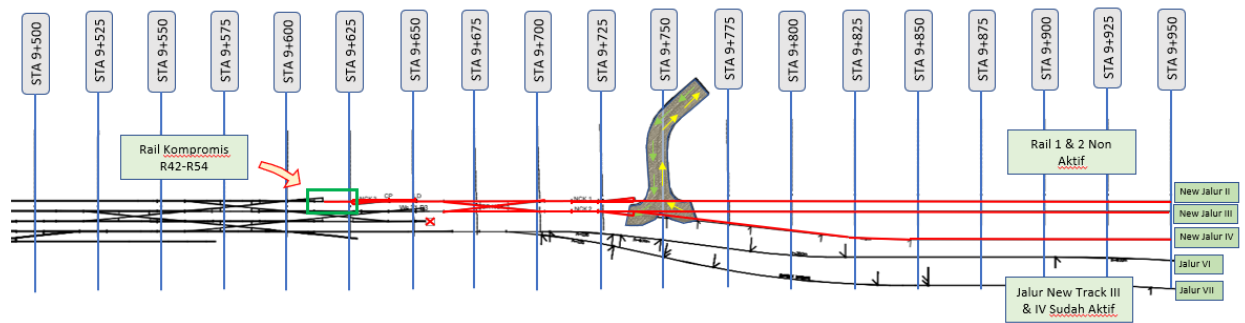 STA 9+500
STA 9+525
STA 9+550
STA 9+575
STA 9+600
STA 9+625
STA 9+675
STA 9+700
STA 9+725
STA 9+750
STA 9+775
STA 9+800
STA 9+825
STA 9+850
STA 9+875
STA 9+900
STA 9+925
STA 9+950
Rail Kompromis
R42-R54
Rail 1 & 2 Non
Aktif
New Jalur II
New Jalur III
New Jalur IV
Jalur VI
Jalur VII
Jalur New Track III
& IV Sudah Aktif